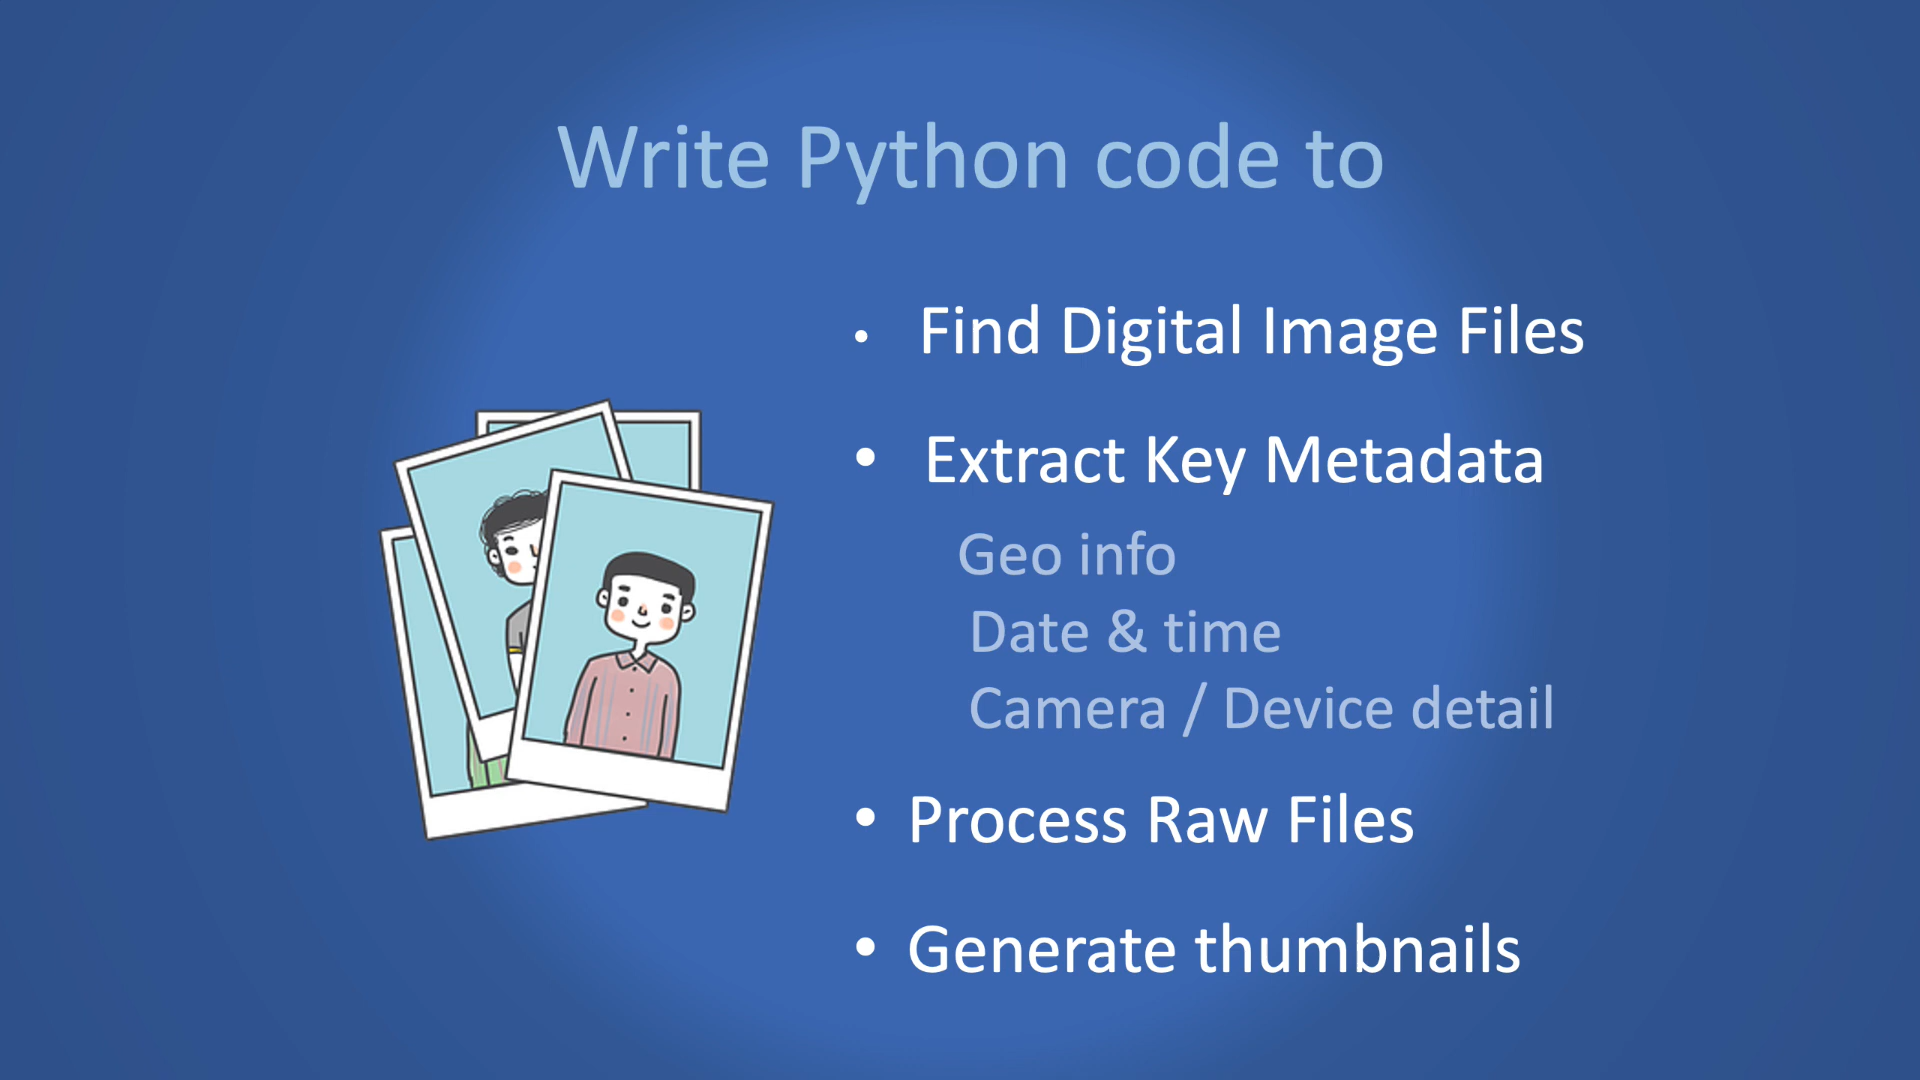 Write Python code to
• Find Digital Image Files
• Extract Key Metadata
Geo info
Date & time
Camera / Device detail
• Process Raw Files
• Generate thumbnails